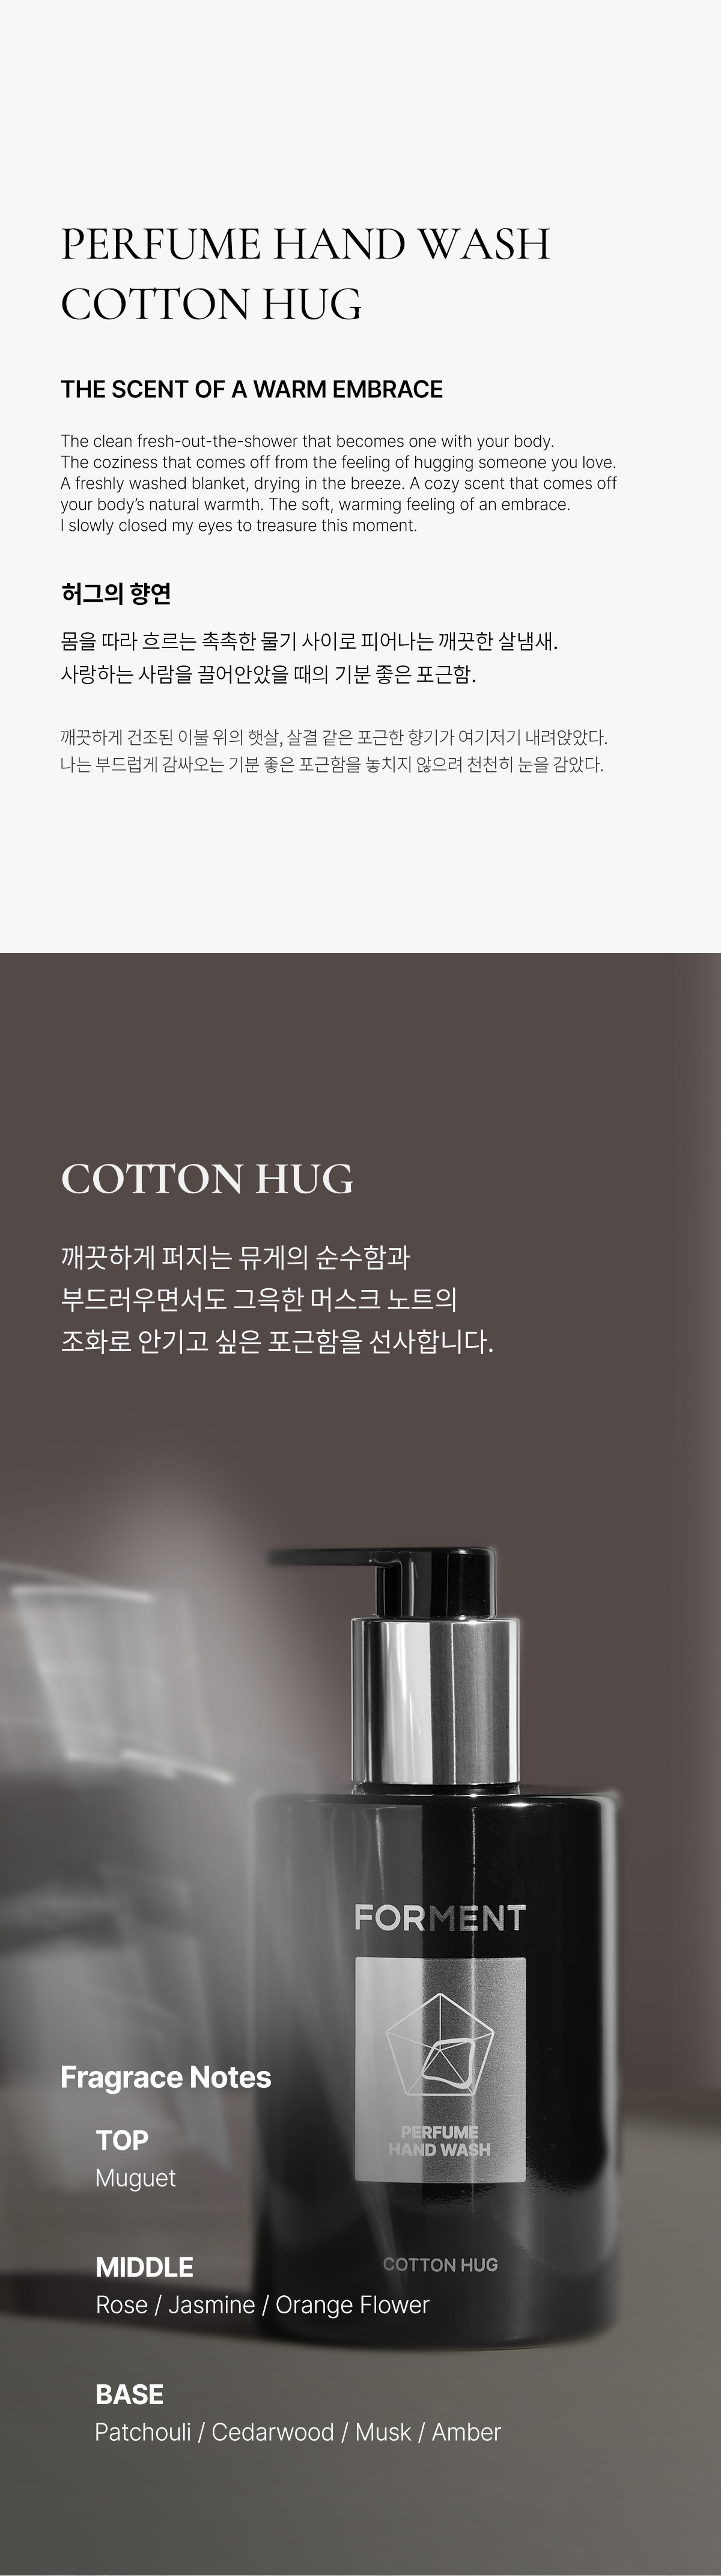 PERFUME HAND WASH
COTTON HUG
THE SCENT OF A WARM EMBRACE
The clean fresh-out-the-shower that becomes one with your body.
The coziness that comes off from the feeling of hugging someone you love.
A freshly washed blanket, drying in the breeze. A cozy scent that comes off
your body’s natural warmth. The soft, warming feeling of an embrace.
I slowly closed my eyes to treasure this moment.
허그의 향연
몸을 따라 흐르는 촉촉한 물기 사이로 피어나는 깨끗한 살냄새.
사랑하는 사람을 끌어안았을 때의 기분 좋은 포근함.
깨끗하게 건조된 이불 위의 햇살, 살결 같은 포근한 향기가 여기저기 내려앉았다.
나는 부드럽게 감싸오는 기분 좋은 포근함을 놓치지 않으려 천천히 눈을 감았다.
COTTON HUG
깨끗하게 퍼지는 뮤게의 순수함과
부드러우면서도 그윽한 머스크 노트의
조화로 안기고 싶은 포근함을 선사합니다.
FORMENT
PERFUME
HAND WASH
COTTON HUG
Fragrace Notes
TOP
Muguet
MIDDLE
Rose / Jasmine / Orange Flower
BASE
Patchouli / Cedarwood / Musk / Amber